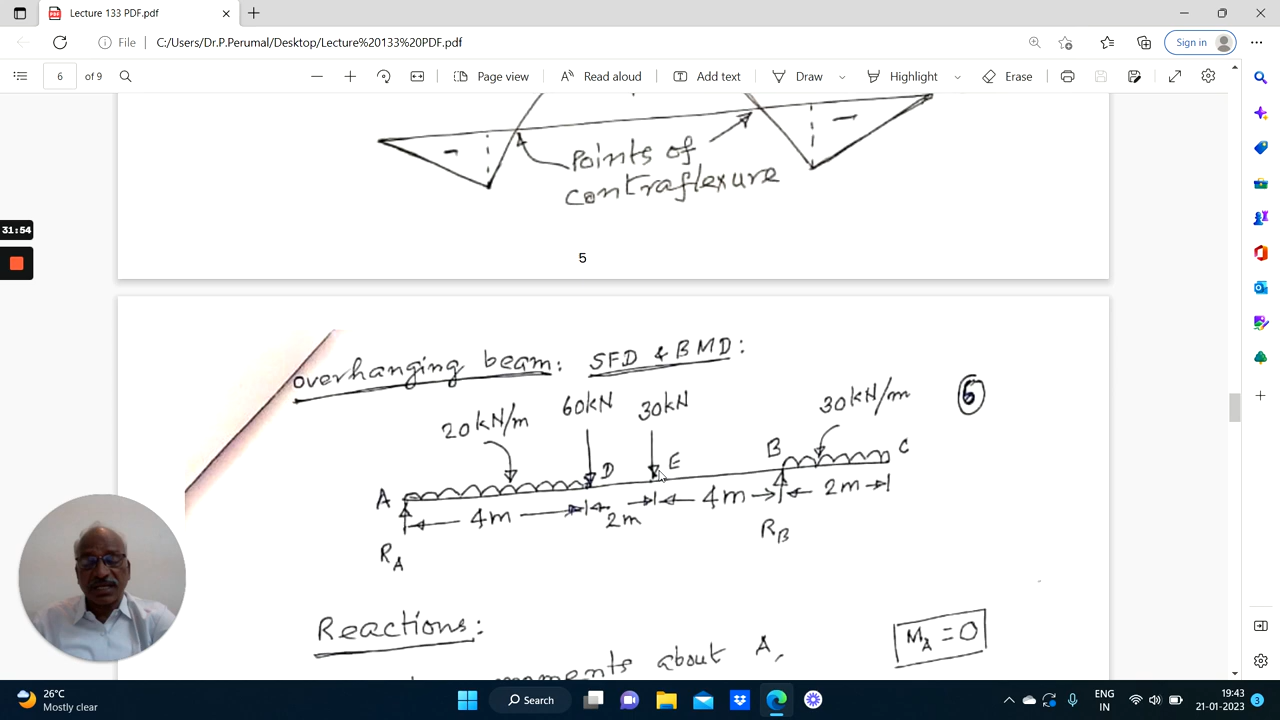 Lecture 133 PDF.pdf
File
C:/Users/Dr.P.Perumal/Desktop/Lecture%20133%20PDF.pdf
Sign in
6 of 9
Page view
Read aloud
Add text
Draw
Highlight
Erase
31:54
Points of
contraflexure
5
overhanging beam: SFD & BMD:
6
20kN/m
60kN
30kN
30kN/m
A
D
E
B
C
4m
2m
4m
2m
RA
RB
Reactions:
MA = 0
moments about A,
26°C
Mostly clear
Search
ENG
IN
19:43
21-01-2023
3